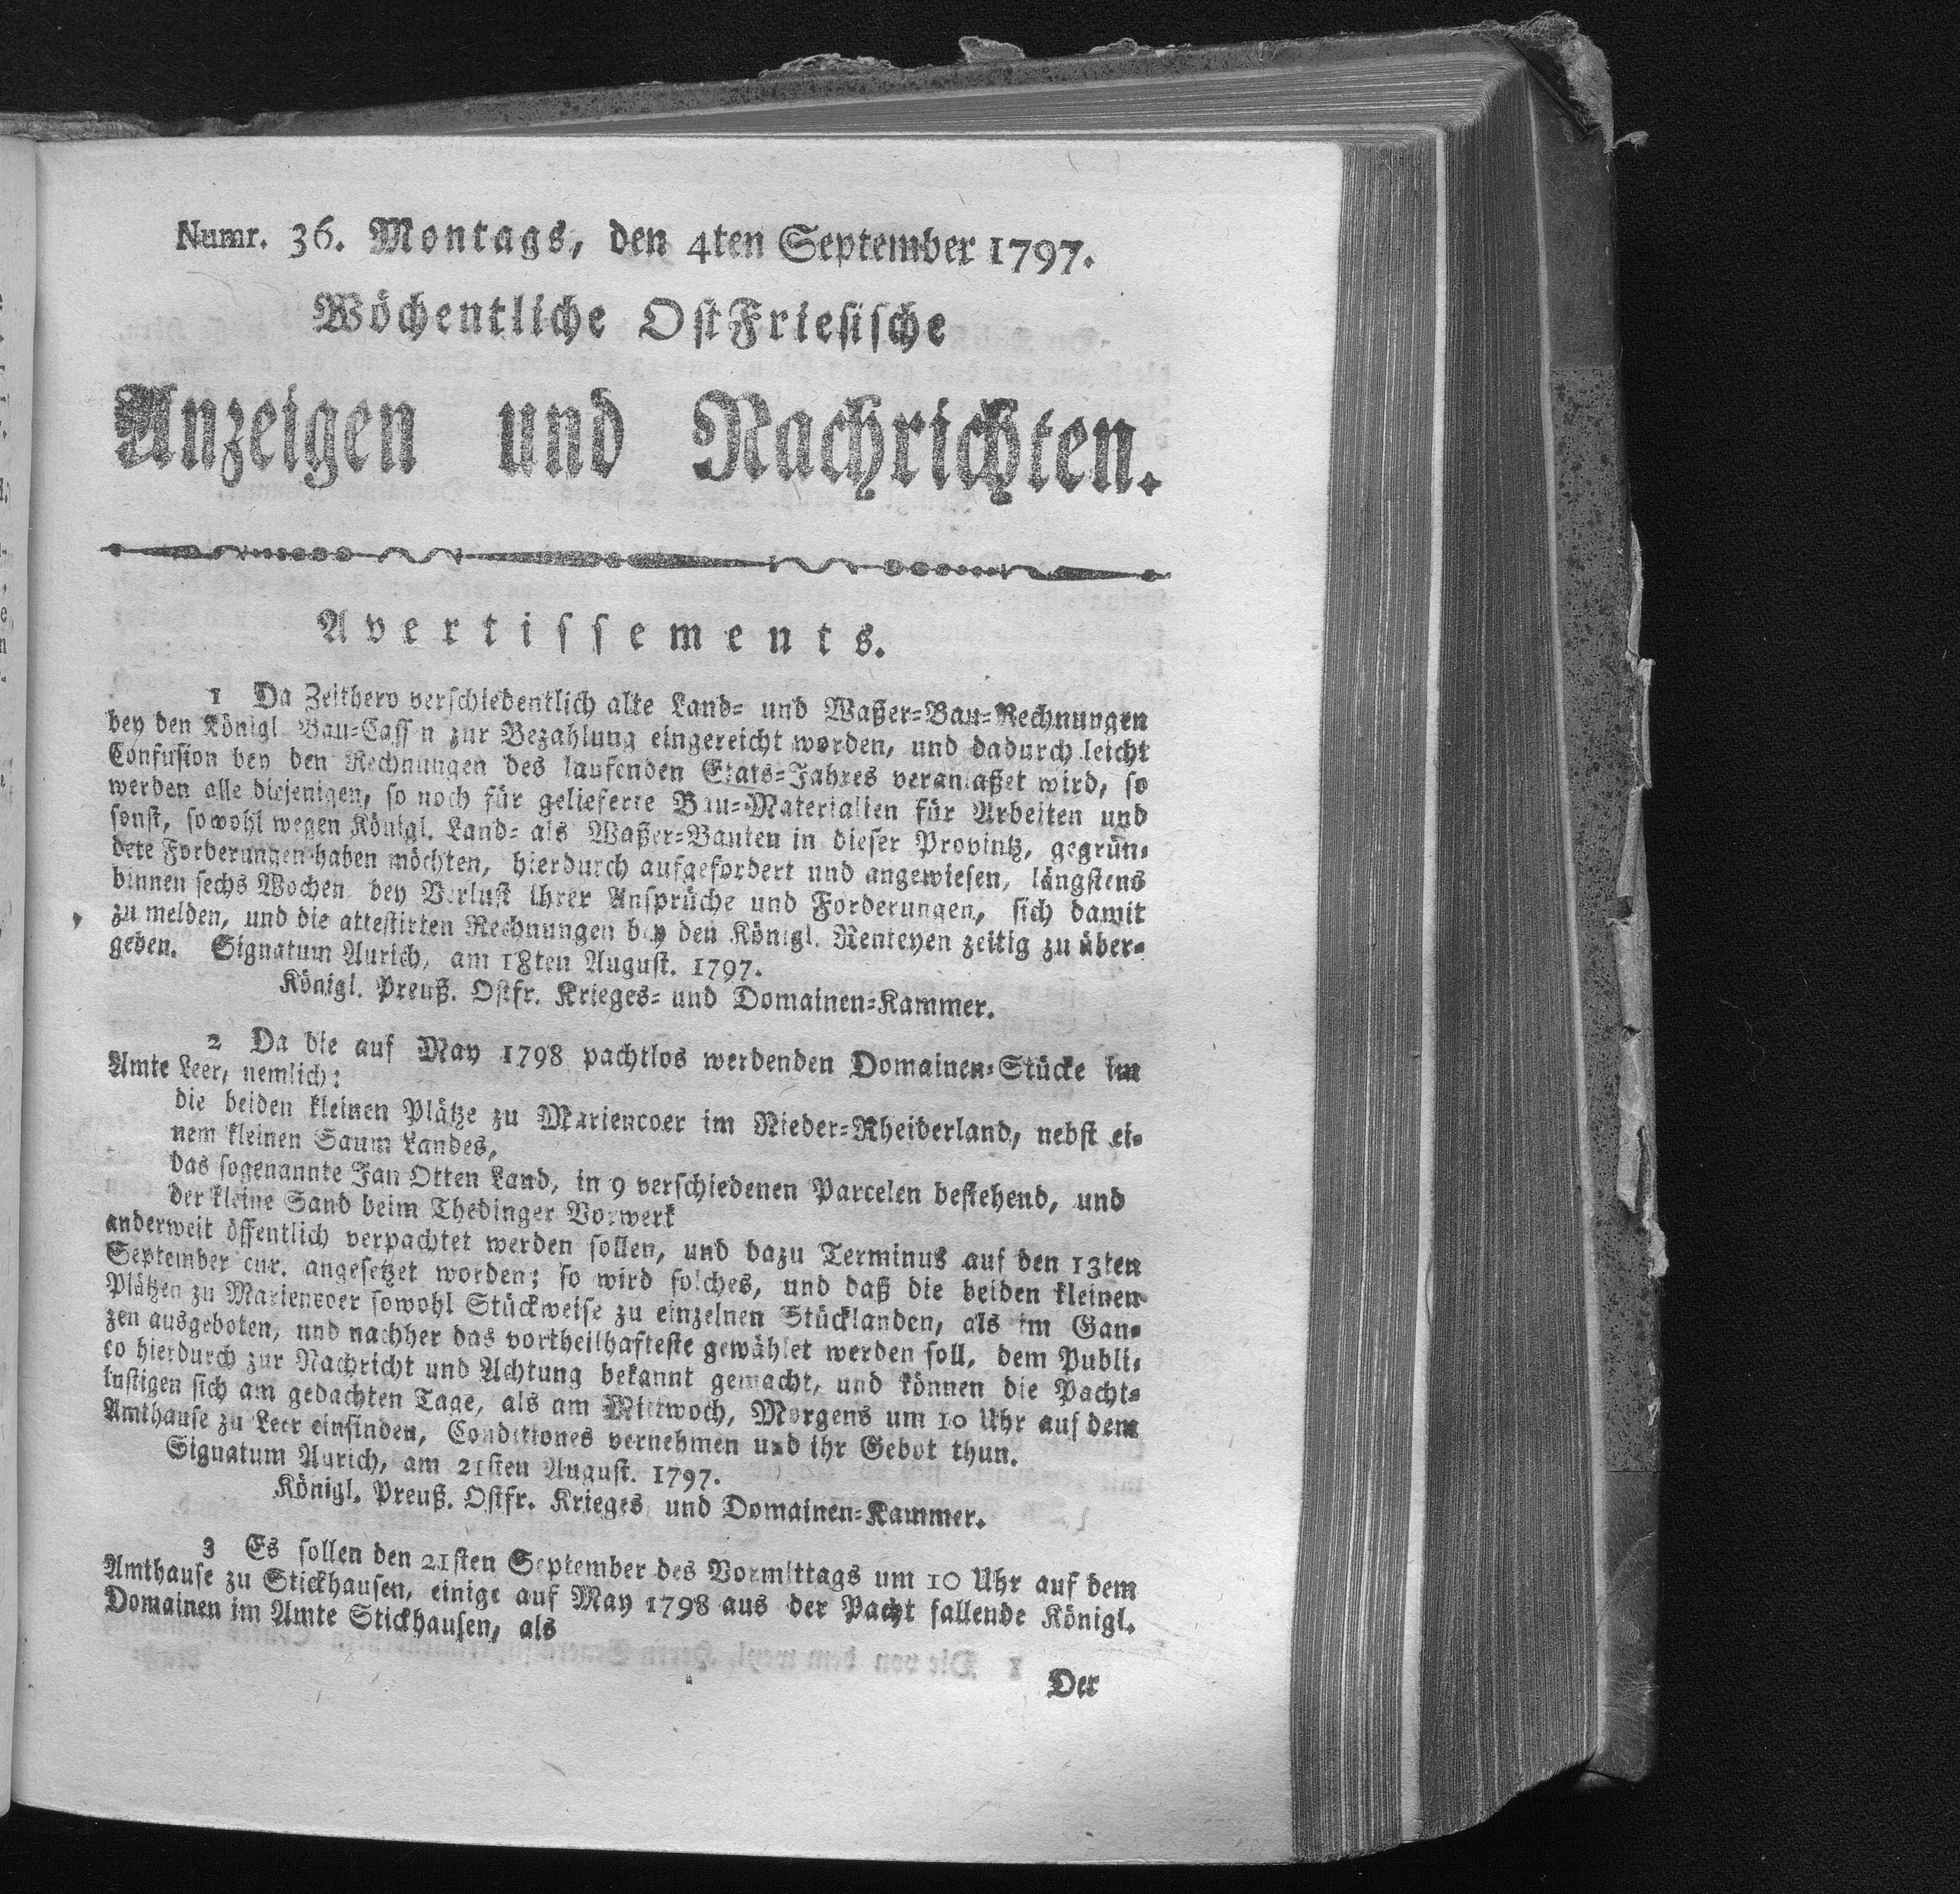 Numr. 36. Montags, den 4ten September 1797.
Wöchentliche OstFriesische
Anzeigen und Nachrichten.
Avertissements.
1 Da Zeithero verschiedentlich alte Land- und Waßer-Bau-Rechnungen
bey den Königl Bau-Cass n zur Bezahlung eingereicht worden, und dadurch leicht
Confusion bey den Rechnungen des laufenden Etats-Jahres veranlaßet wird, so
werden alle diejenigen, so noch für gelieferte Bau-Materialien für Arbeiten und
sonst, sowohl wegen Königl. Land- als Waßer-Bauten in dieser Provintz, gegrün-
dete Forderungen haben möchten, hierdurch aufgefordert und angewiesen, längstens
binnen sechs Wochen bey Verlust ihrer Ansprüche und Forderungen, sich damit
zu melden, und die attestirten Rechnungen bey den Königl. Renteyen zeitig zu über-
geben. Signatum Aurich, am 18ten August. 1797.
Königl. Preuß. Ostfr. Krieges- und Domainen-Kammer.
2 Da die auf May 1798 pachtlos werdenden Domainen-Stücke im
Amte Leer, nemlich:
die beiden kleinen Plätze zu Mariencoer im Nieder-Rheiderland, nebst ei-
nem kleinen Saum Landes,
das sogenannte Jan Otten Land, in 9 verschiedenen Parcelen bestehend, und
der kleine Sand beim Thedinger Vorwerk
anderweit öffentlich verpachtet werden sollen, und dazu Terminus auf den 13ten
September cur. angesetzet worden; so wird solches, und daß die beiden kleinen
Plätzen zu Mariencoer sowohl Stückweise zu einzelnen Stücklanden, als im Gan-
zen ausgeboten, und nachher das vortheilhafteste gewählet werden soll, dem Publi-
co hierdurch zur Nachricht und Achtung bekannt gemacht, und können die Pacht-
lustigen sich am gedachten Tage, als am Mittwoch, Morgens um 10 Uhr auf dem
Amthause zu Leer einfinden, Conditiones vernehmen und ihr Gebot thun.
Signatum Aurich, am 21sten August. 1797.
Königl. Preuß. Ostfr. Krieges und Domainen-Kammer.
3 Es sollen den 21sten September des Vormittags um 10 Uhr auf dem
Amthause zu Stickhausen, einige auf May 1798 aus der Pacht fallende Königl.
Domainen im Amte Stickhausen, als
Der